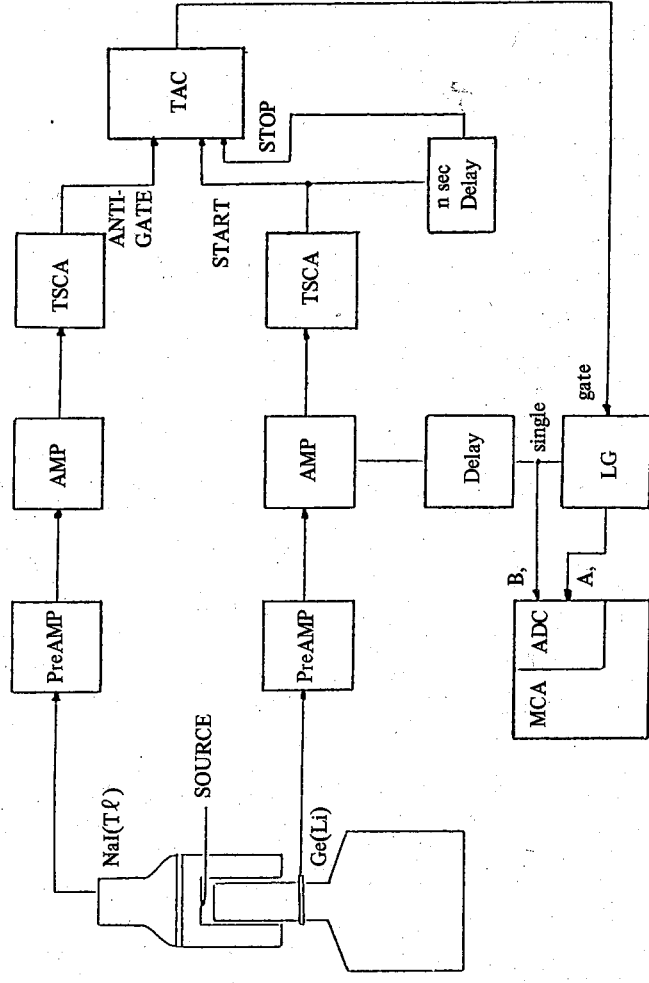 NaI(Tℓ)
PreAMP
AMP
TSCA
ANTI-
GATE
TAC
SOURCE
Ge(Li)
PreAMP
AMP
TSCA
START
STOP
n sec
Delay
Delay
single
gate
B,
A,
MCA
ADC
LG